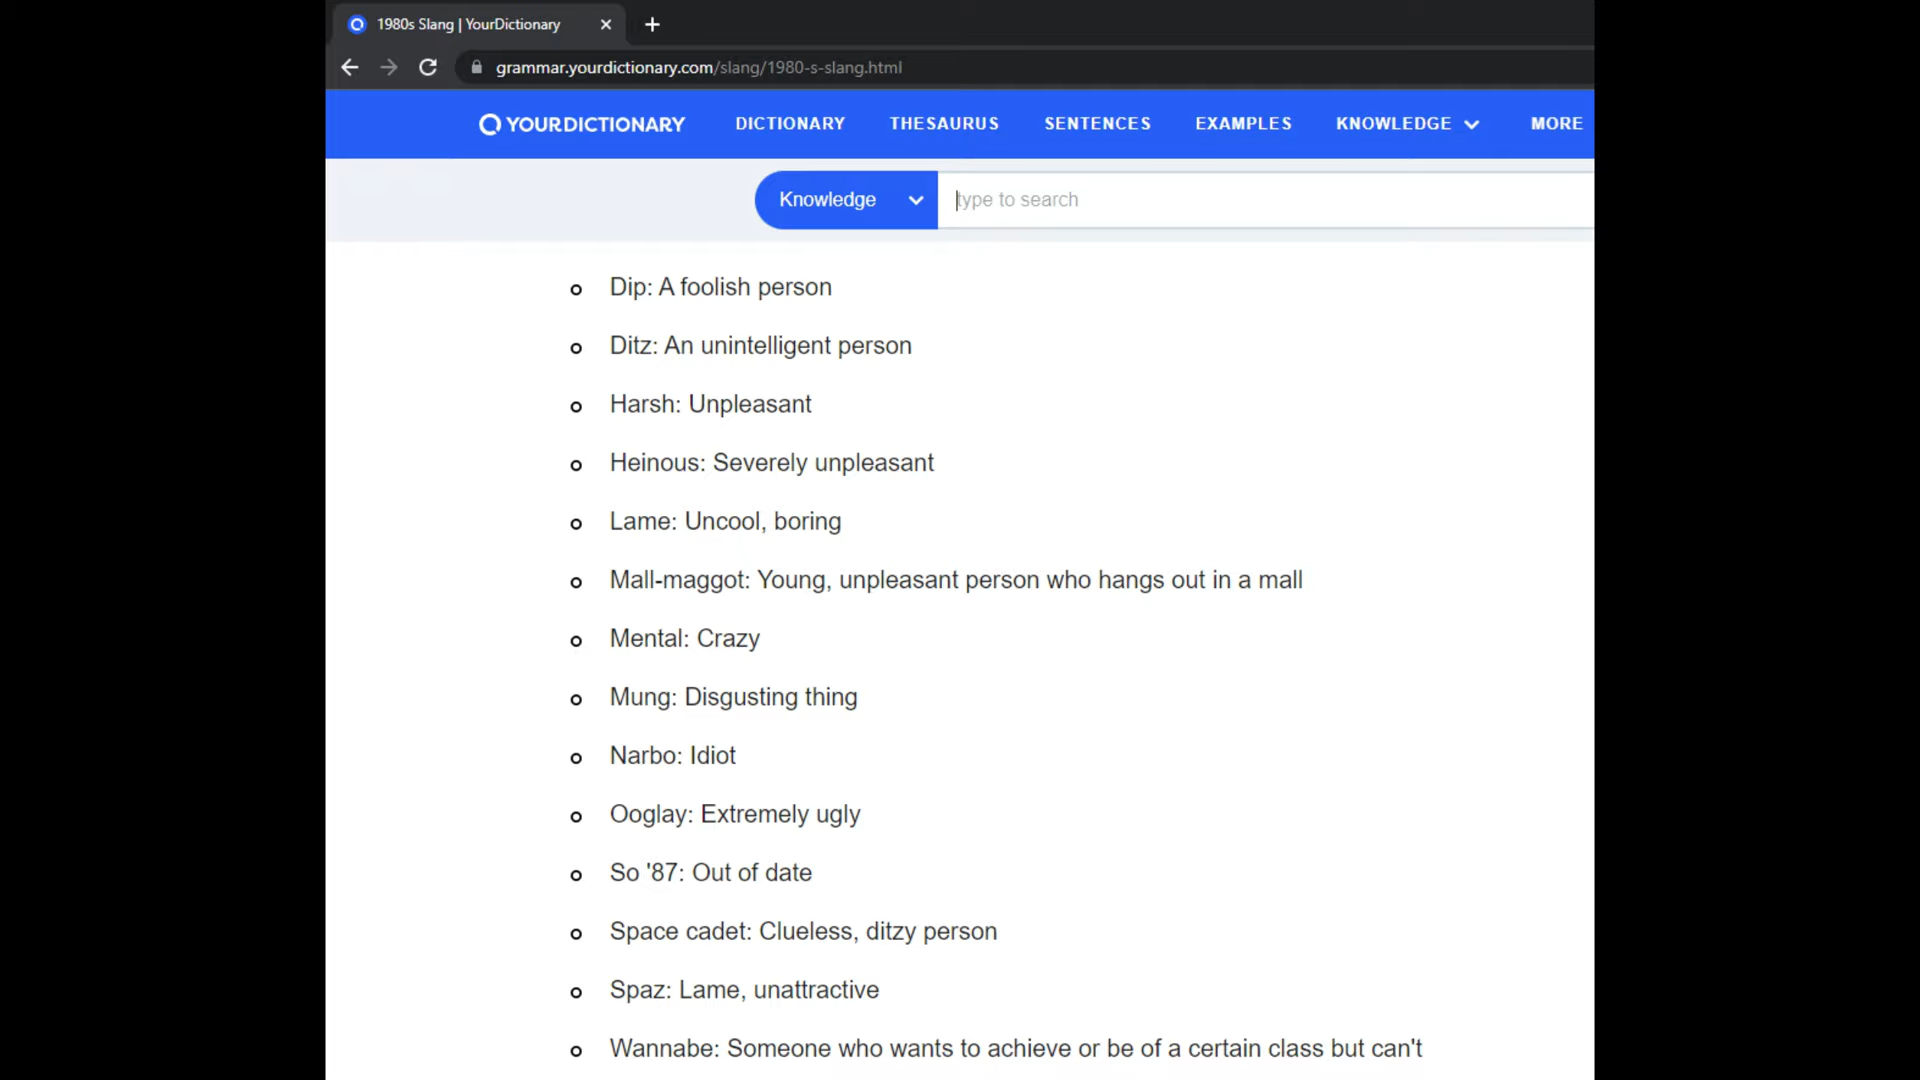 1980s Slang | YourDictionary
grammar.yourdictionary.com/slang/1980-s-slang.html
YOURDICTIONARY DICTIONARY THESAURUS SENTENCES EXAMPLES KNOWLEDGE MORE
Knowledge type to search
Dip: A foolish person
Ditz: An unintelligent person
Harsh: Unpleasant
Heinous: Severely unpleasant
Lame: Uncool, boring
Mall-maggot: Young, unpleasant person who hangs out in a mall
Mental: Crazy
Mung: Disgusting thing
Narbo: Idiot
Ooglay: Extremely ugly
So '87: Out of date
Space cadet: Clueless, ditzy person
Spaz: Lame, unattractive
Wannabe: Someone who wants to achieve or be of a certain class but can't